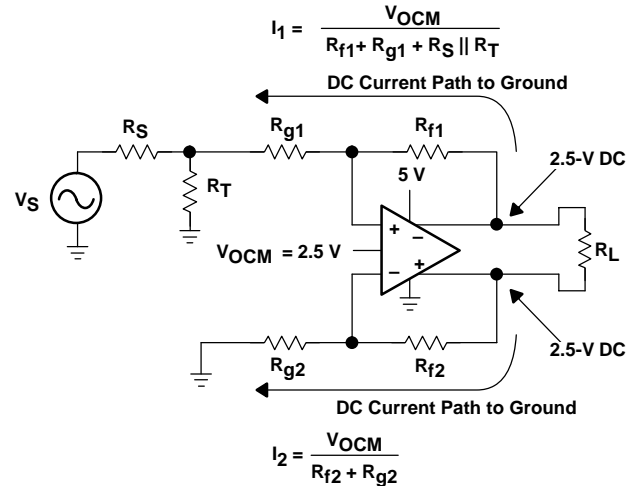 I1 = VOCM / Rf1+ Rg1 + RS || RT
DC Current Path to Ground
RS
Rg1
Rf1
2.5-V DC
5 V
RT
VS
+
−
VOCM = 2.5 V
RL
−
+
Rg2
Rf2
2.5-V DC
DC Current Path to Ground
I2 = VOCM / Rf2 + Rg2